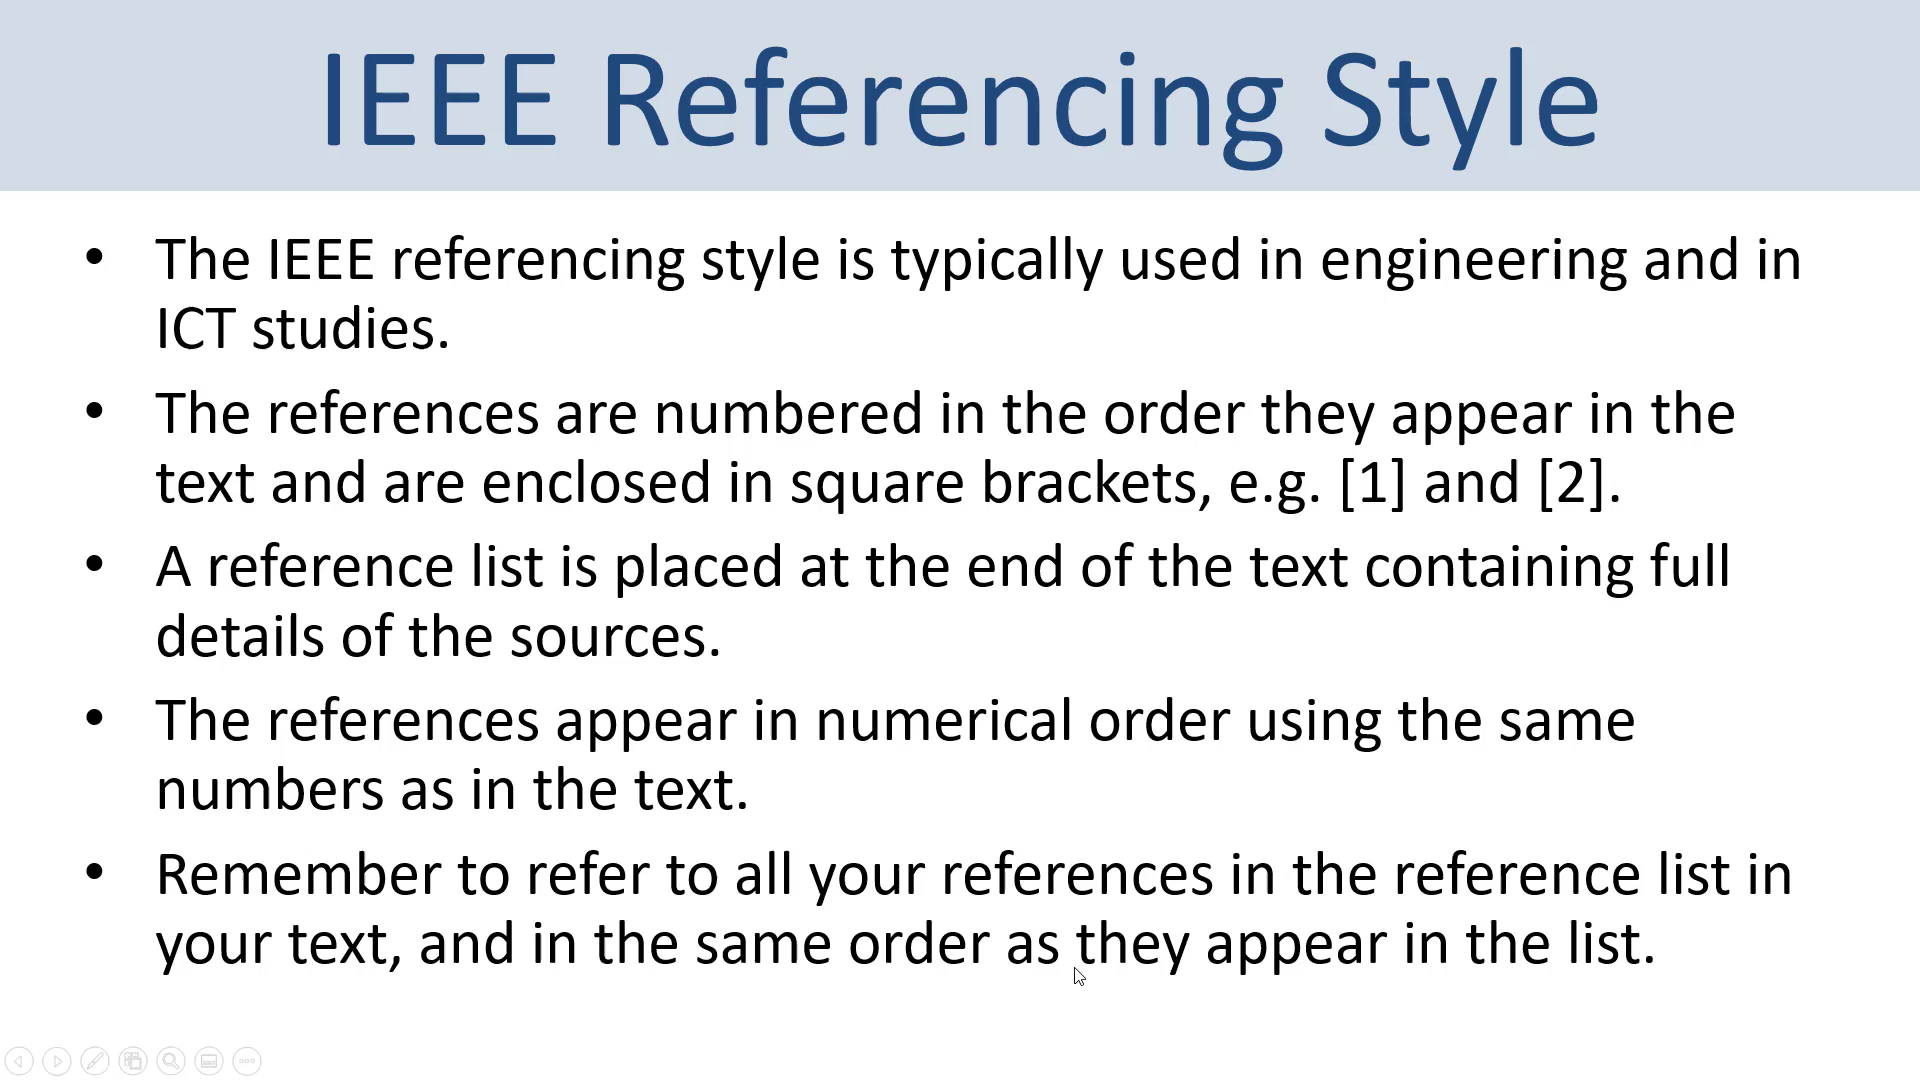 IEEE Referencing Style
• The IEEE referencing style is typically used in engineering and in
ICT studies.
• The references are numbered in the order they appear in the
text and are enclosed in square brackets, e.g. [1] and [2].
• A reference list is placed at the end of the text containing full
details of the sources.
• The references appear in numerical order using the same
numbers as in the text.
• Remember to refer to all your references in the reference list in
your text, and in the same order as they appear in the list.